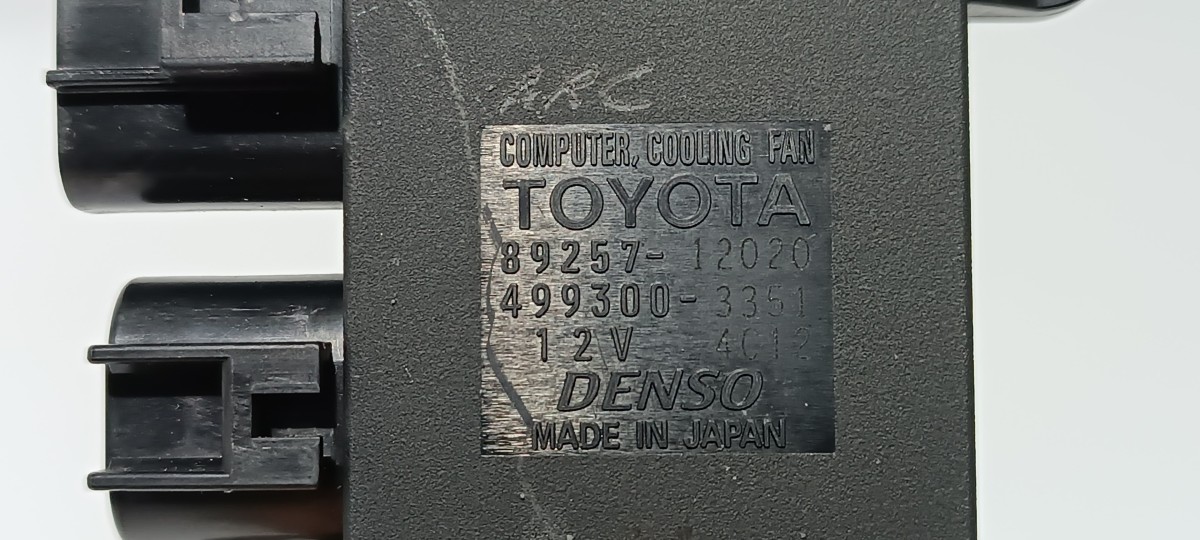 ARC
COMPUTER, COOLING FAN
TOYOTA
89257-12020
499300-3351
12V 4C12
DENSO
MADE IN JAPAN